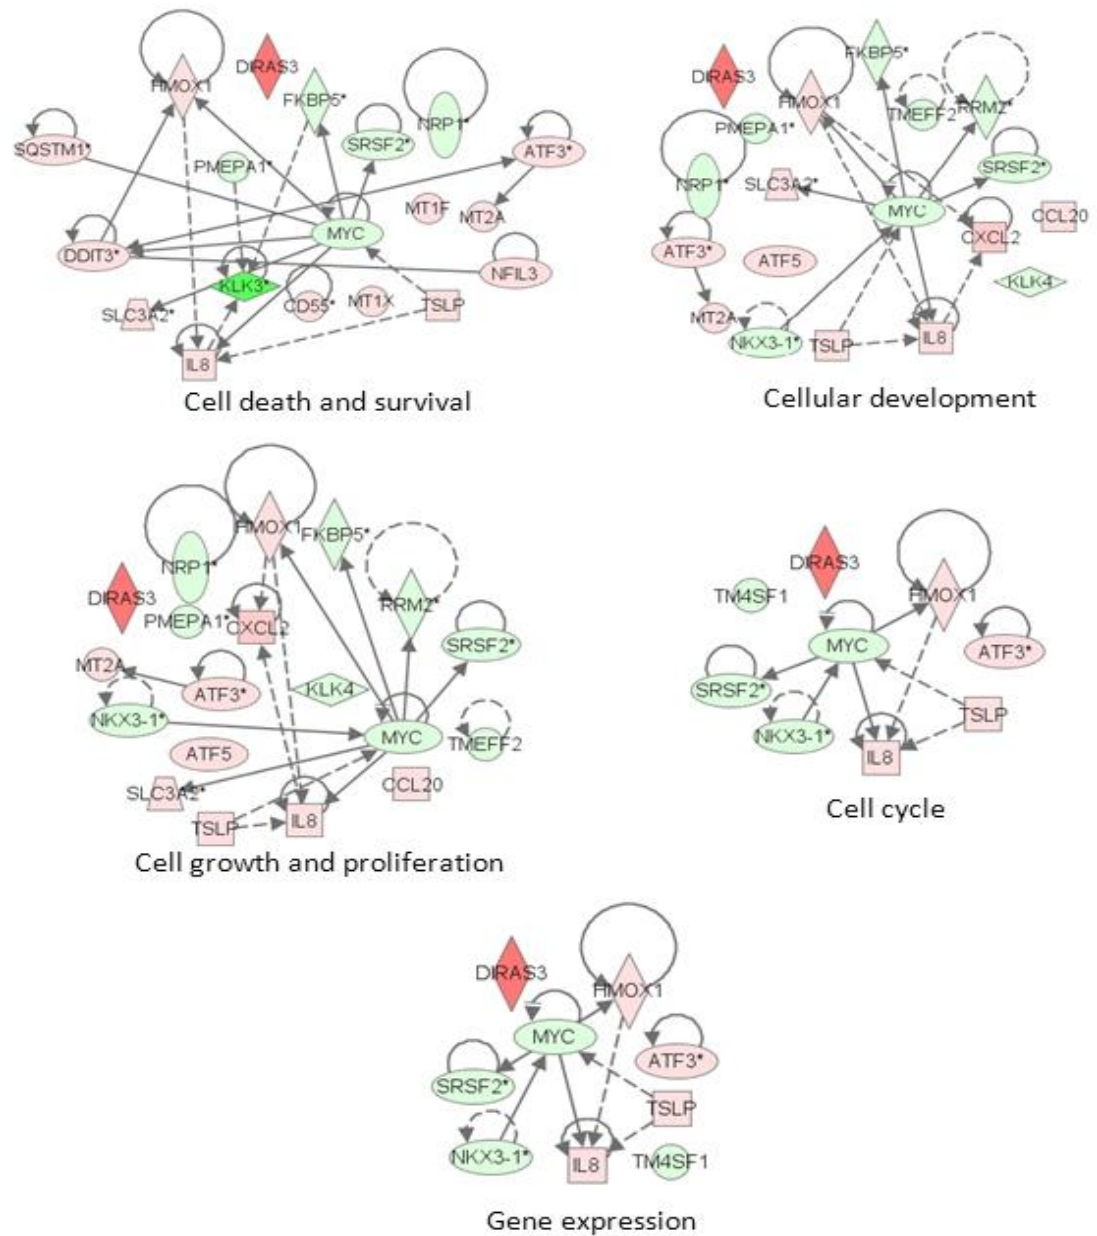 HMOX1
DIRAS3
FKBP5*
NRP1*
SQSTM1*
SRSF2*
ATF3*
PMEPA1*
MT1F
MT2A
MYC
DDIT3*
NFIL3
KLK3*
CD55*
MT1X
TSLP
SLC3A2*
IL8
Cell death and survival
FKBP5*
DIRAS3
HMOX1
TMEFF2
RRM2*
PMEPA1*
SRSF2*
NRP1*
SLC3A2*
MYC
CCL20
CXCL2
ATF3*
ATF5
KLK4
MT2A
NKX3-1*
TSLP
IL8
Cellular development
HMOX1
FKBP5*
NRP1*
DIRAS3
RRM2*
PMEPA1*
CXCL2
SRSF2*
MT2A
ATF3*
KLK4
NKX3-1*
MYC
TMEFF2
ATF5
CCL20
SLC3A2*
TSLP
IL8
Cell growth and proliferation
DIRAS3
TM4SF1
HMOX1
MYC
ATF3*
SRSF2*
TSLP
NKX3-1*
IL8
Cell cycle
DIRAS3
HMOX1
MYC
ATF3*
SRSF2*
TSLP
NKX3-1*
IL8
TM4SF1
Gene expression